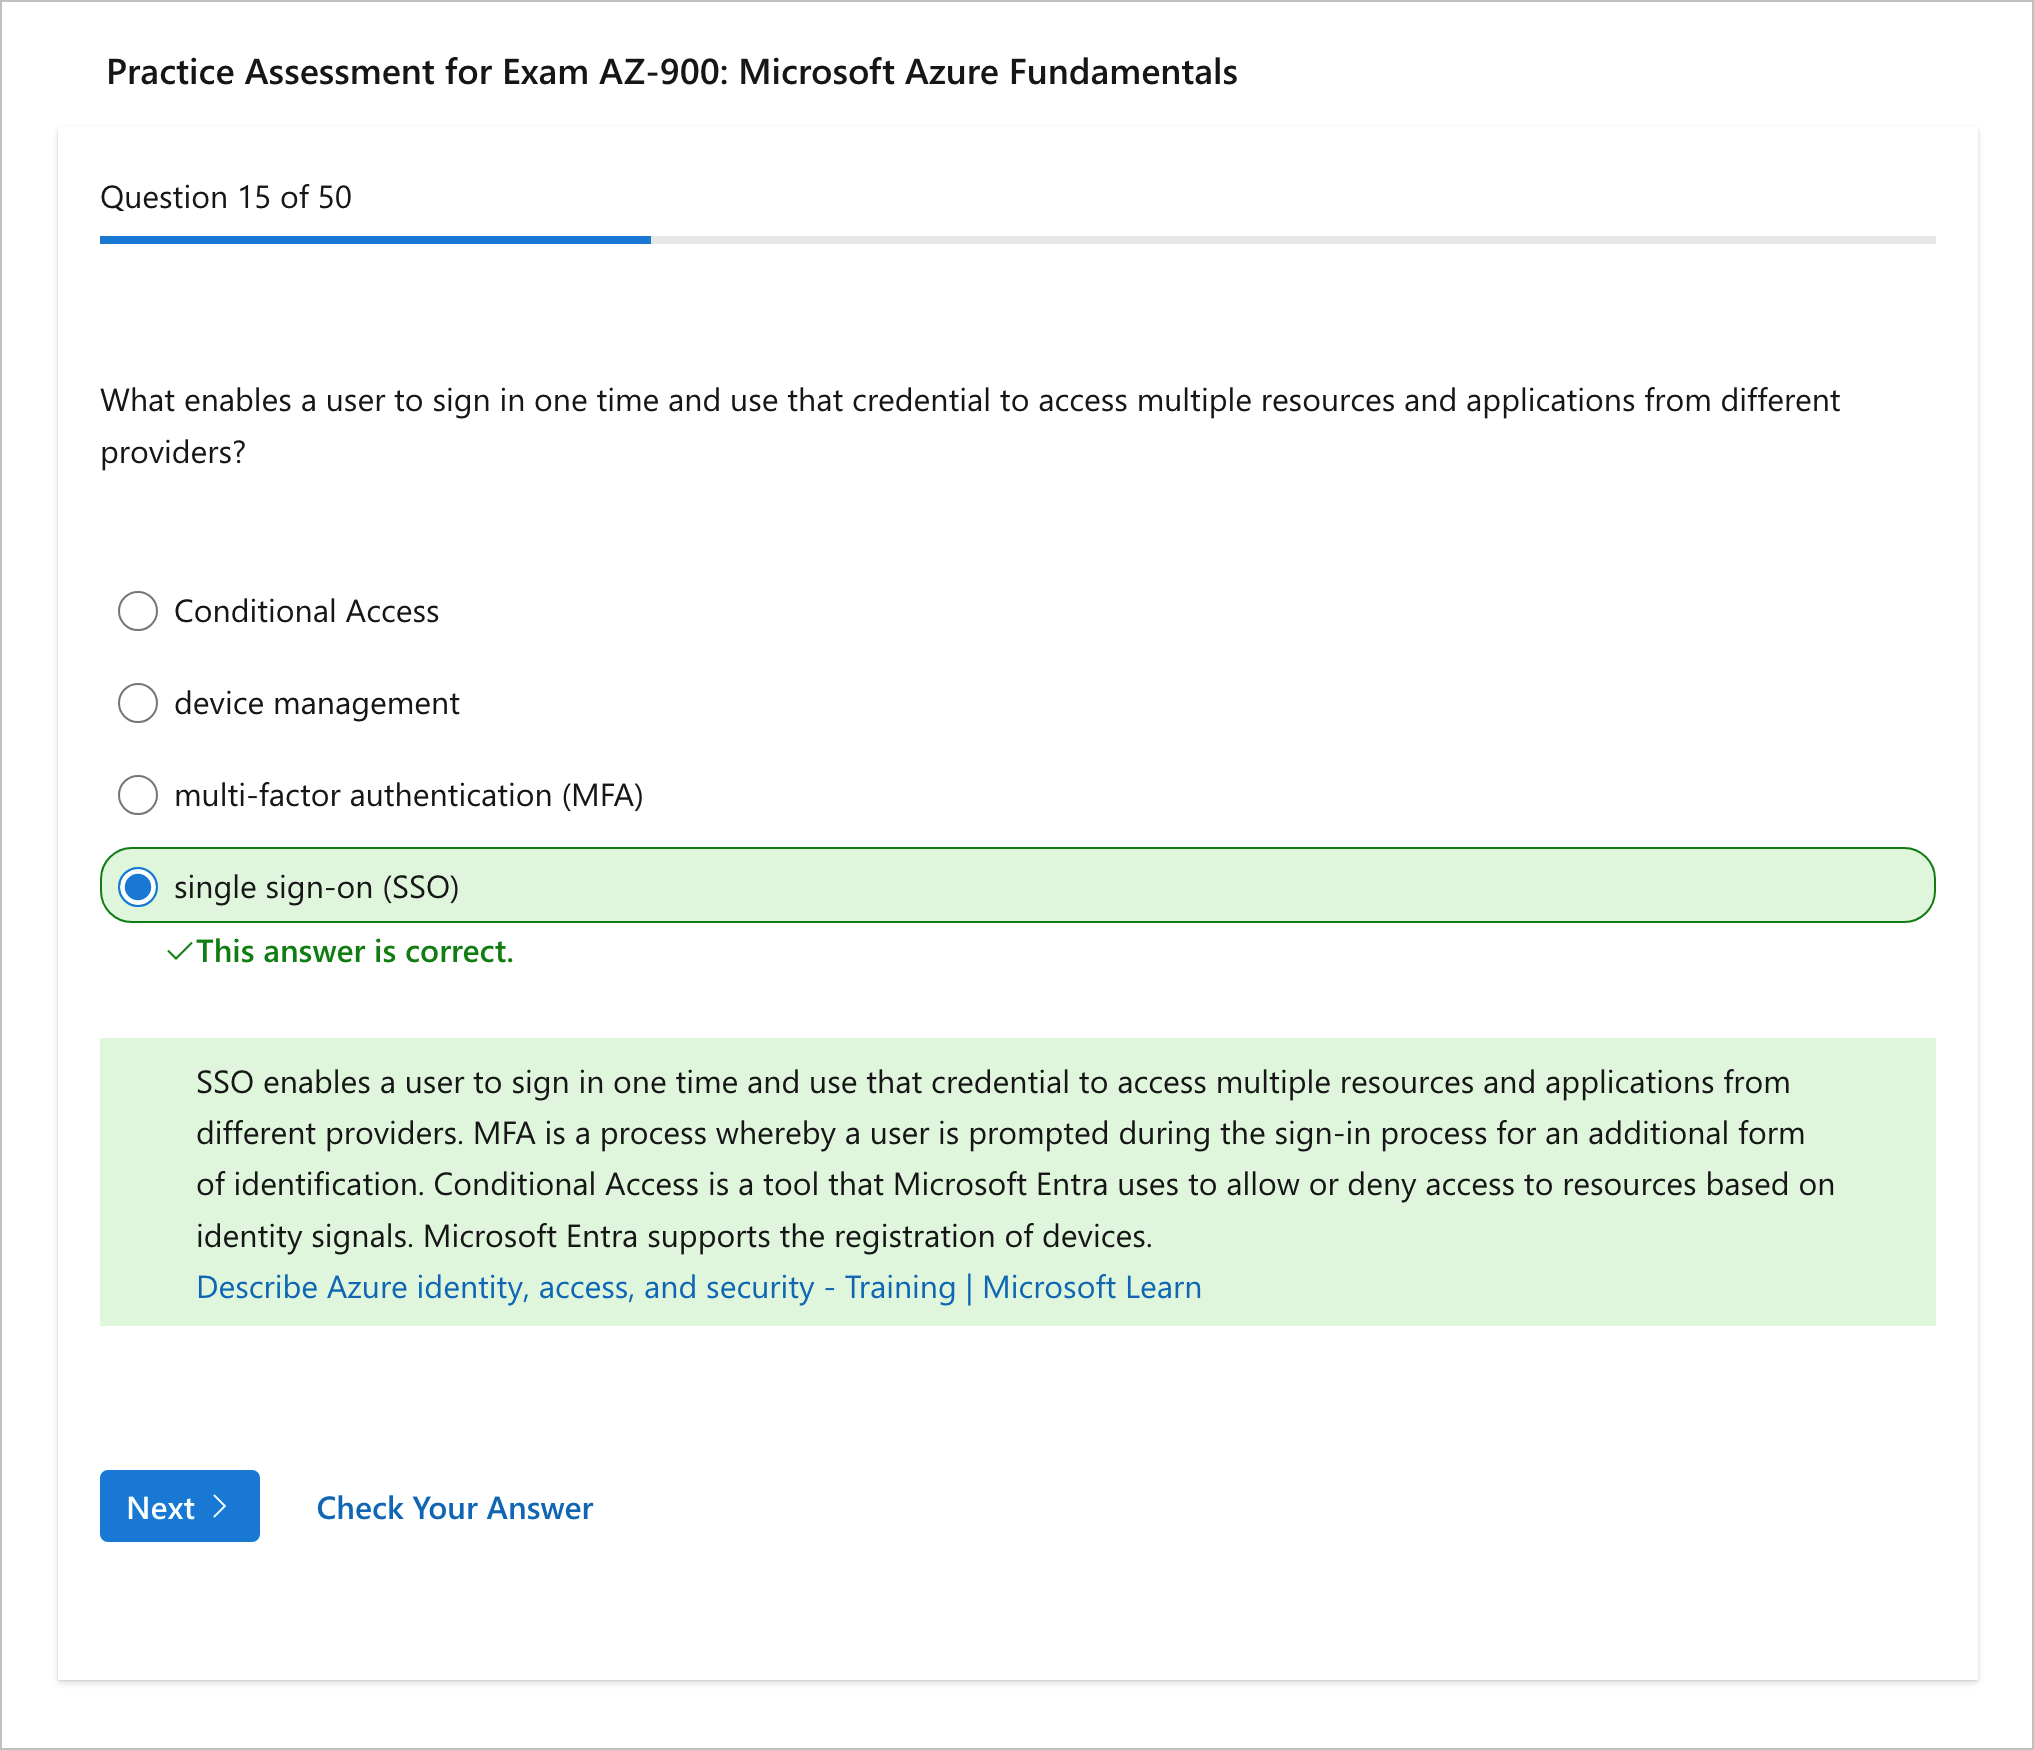 Practice Assessment for Exam AZ-900: Microsoft Azure Fundamentals
Question 15 of 50
What enables a user to sign in one time and use that credential to access multiple resources and applications from different
providers?
Conditional Access
device management
multi-factor authentication (MFA)
single sign-on (SSO)
This answer is correct.
SSO enables a user to sign in one time and use that credential to access multiple resources and applications from
different providers. MFA is a process whereby a user is prompted during the sign-in process for an additional form
of identification. Conditional Access is a tool that Microsoft Entra uses to allow or deny access to resources based on
identity signals. Microsoft Entra supports the registration of devices.
Describe Azure identity, access, and security - Training | Microsoft Learn
Next
Check Your Answer